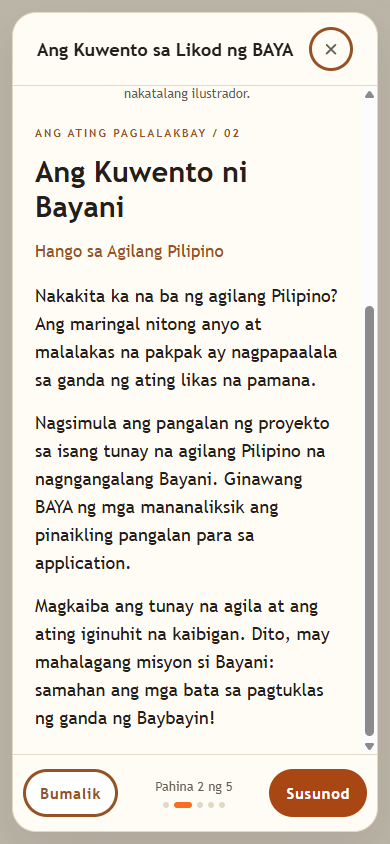 Ang Kuwento sa Likod ng BAYA
nakatalang ilustrador.
ANG ATING PAGLALAKBAY / 02
Ang Kuwento ni
Bayani
Hango sa Agilang Pilipino
Nakakita ka na ba ng agilang Pilipino?
Ang maringal nitong anyo at
malalakas na pakpak ay nagpapaalala
sa ganda ng ating likas na pamana.
Nagsimula ang pangalan ng proyekto
sa isang tunay na agilang Pilipino na
nagngangalang Bayani. Ginawang
BAYA ng mga mananaliksik ang
pinaikling pangalan para sa
application.
Magkaiba ang tunay na agila at ang
ating iginuhit na kaibigan. Dito, may
mahalagang misyon si Bayani:
samahan ang mga bata sa pagtuklas
ng ganda ng Baybayin!
Bumalik
Pahina 2 ng 5
Susunod